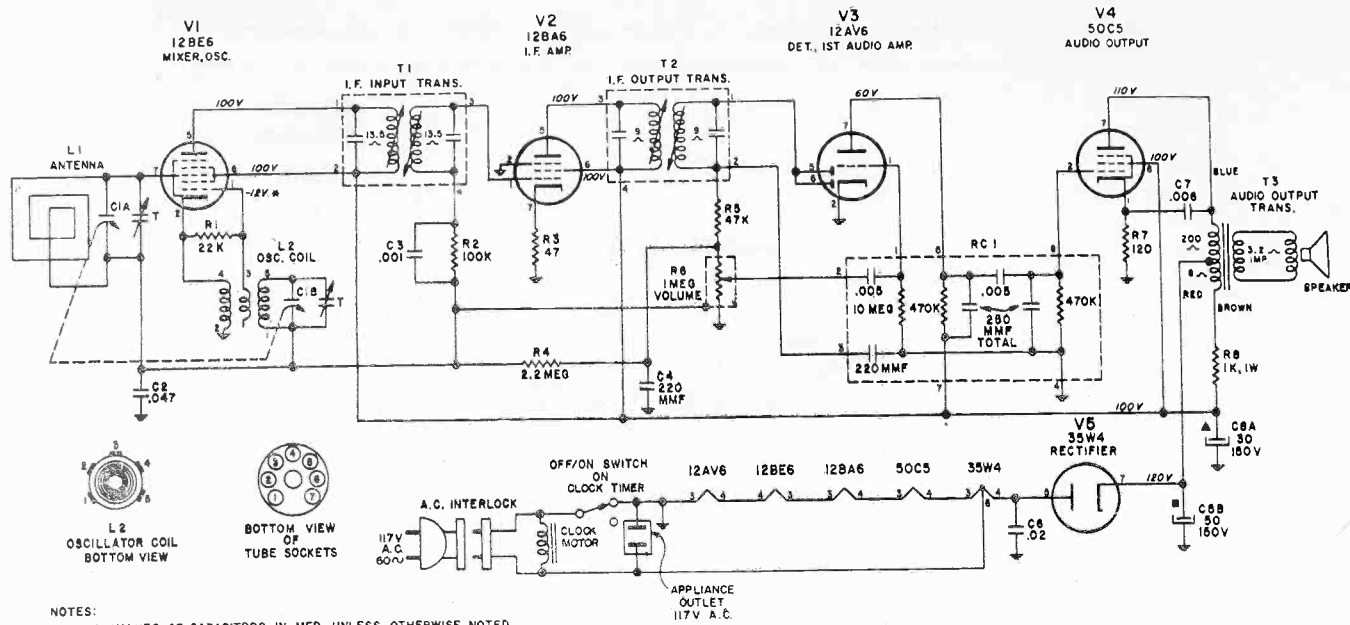 V1
12BE6
MIXER, OSC.
V2
12BA6
I.F. AMP.
V3
12AV6
DET., 1ST AUDIO AMP.
V4
50C5
AUDIO OUTPUT
T1
I.F. INPUT TRANS.
T2
I.F. OUTPUT TRANS.
100V
100V
-12V*
100V
100V
60V
110V
100V
13.5
13.5
9
9
L1
ANTENNA
C1A
T
R1
22K
L2
OSC. COIL
C1B
T
C3
.001
R2
100K
R3
47
R5
47K
R6
1MEG
VOLUME
RC1
.005
10 MEG
470K
.005
280
MMF
TOTAL
470K
220MMF
R7
120
C7
.006
BLUE
T3
AUDIO OUTPUT
TRANS.
200
8
3.2
IMP.
RED
BROWN
SPEAKER
R8
1K, 1W
R4
2.2 MEG
C4
220
MMF
C2
.047
100V
C6A
30
150V
V5
35W4
RECTIFIER
120V
C6B
50
150V
L2
OSCILLATOR COIL
BOTTOM VIEW
BOTTOM VIEW
OF
TUBE SOCKETS
A.C. INTERLOCK
117V
A.C.
60~
OFF/ON SWITCH
ON
CLOCK TIMER
CLOCK
MOTOR
12AV6
12BE6
12BA6
50C5
35W4
C6
.02
APPLIANCE
OUTLET
117V A.C.
NOTES: